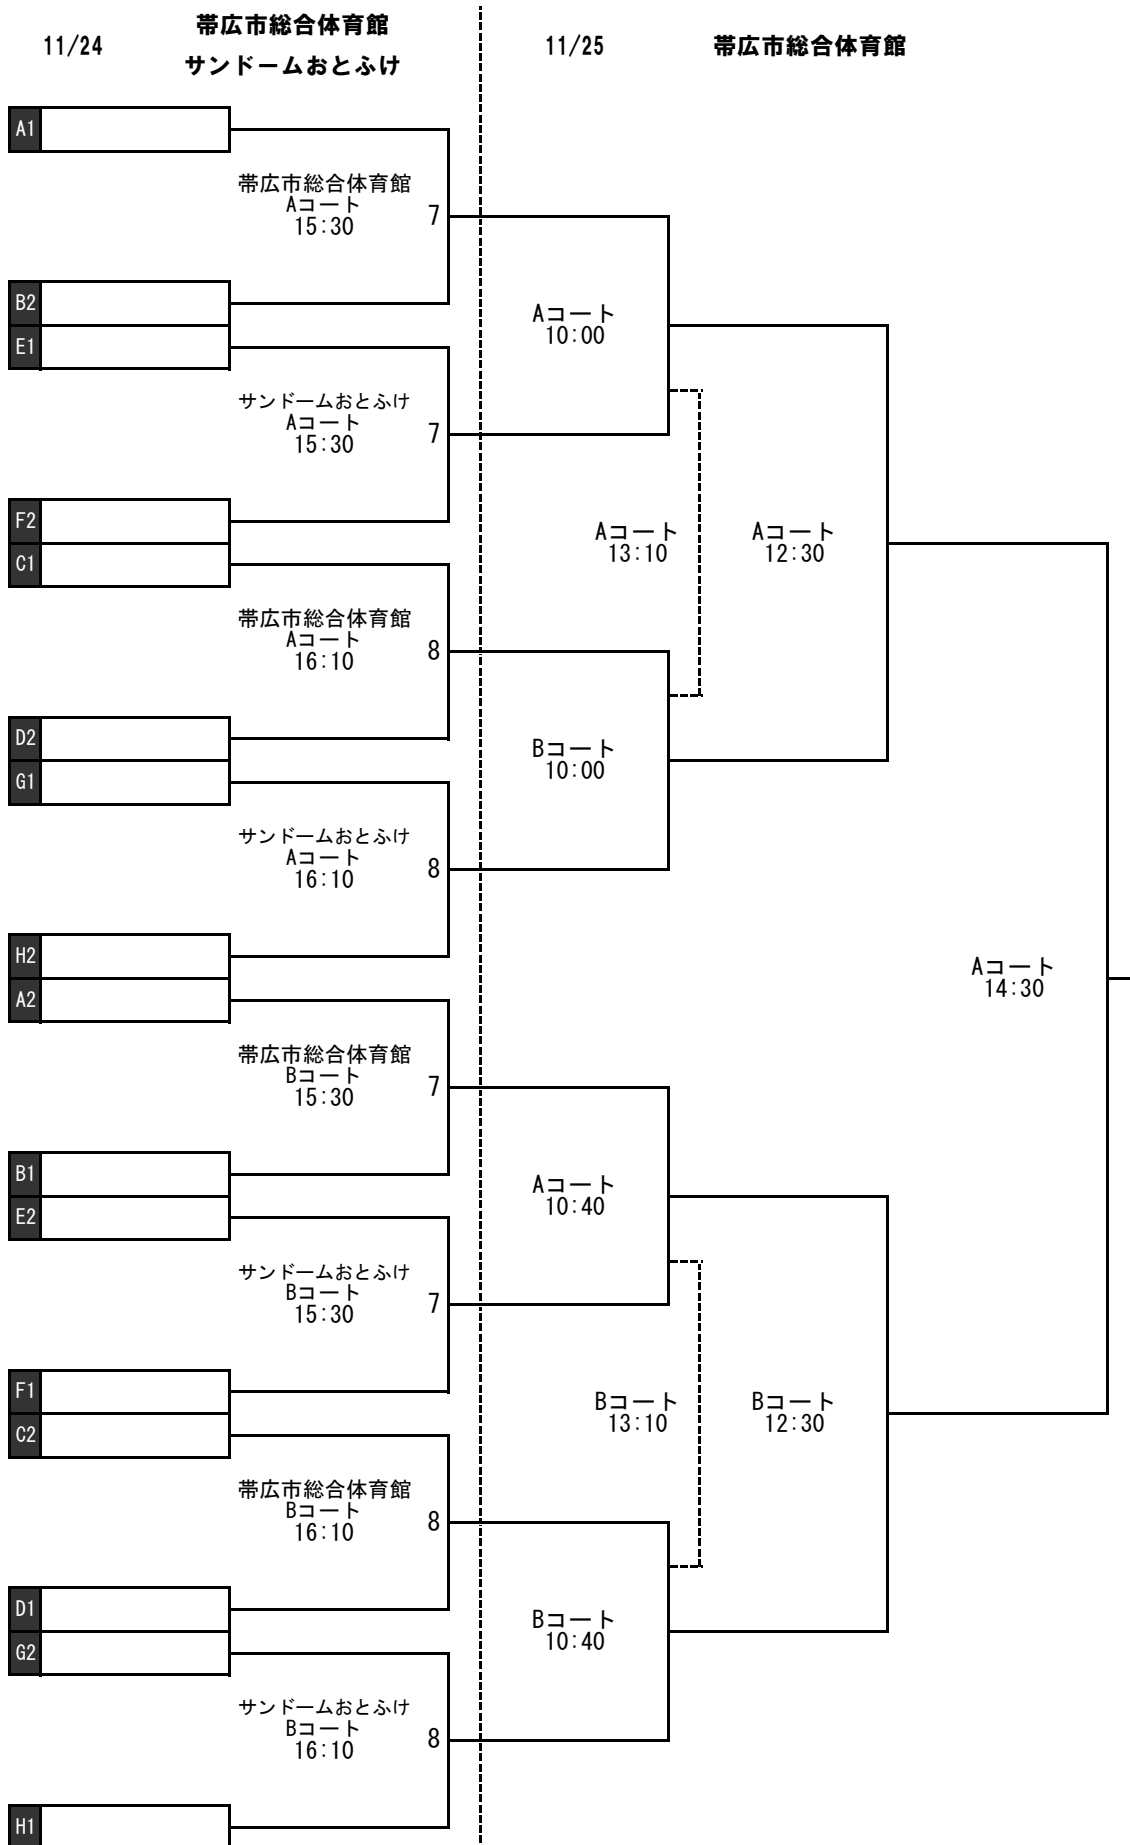 11/24
帯広市総合体育館
サンドームおとふけ
11/25
帯広市総合体育館
A1
帯広市総合体育館
Aコート
15:30
7
B2
Aコート
10:00
E1
サンドームおとふけ
Aコート
15:30
7
F2
Aコート
13:10
Aコート
12:30
C1
帯広市総合体育館
Aコート
16:10
8
D2
Bコート
10:00
G1
サンドームおとふけ
Aコート
16:10
8
H2
Aコート
14:30
A2
帯広市総合体育館
Bコート
15:30
7
B1
Aコート
10:40
E2
サンドームおとふけ
Bコート
15:30
7
F1
Bコート
13:10
Bコート
12:30
C2
帯広市総合体育館
Bコート
16:10
8
D1
Bコート
10:40
G2
サンドームおとふけ
Bコート
16:10
8
H1